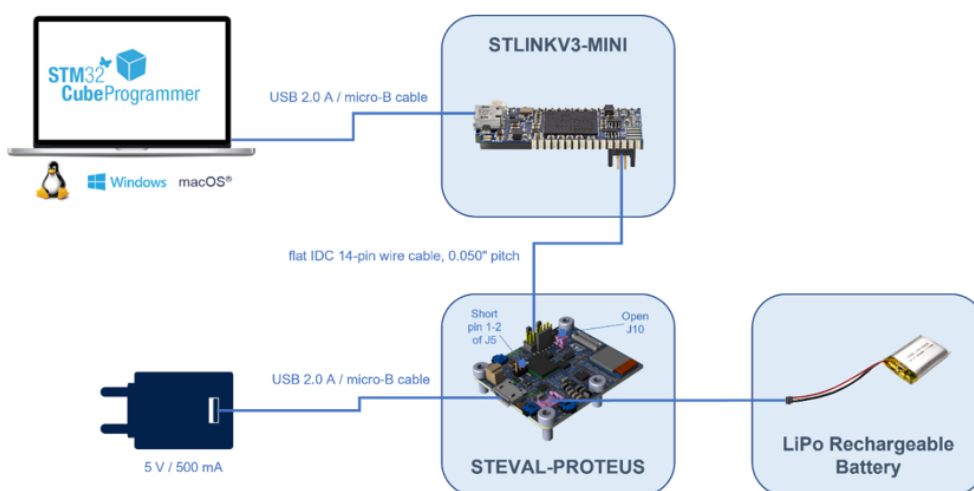 STM32
CubeProgrammer
Windows macOS®
USB 2.0 A / micro-B cable
STLINKV3-MINI
flat IDC 14-pin wire cable, 0.050" pitch
Short
pin 1-2
of J5
Open
J10
USB 2.0 A / micro-B cable
5 V / 500 mA
STEVAL-PROTEUS
LiPo Rechargeable
Battery